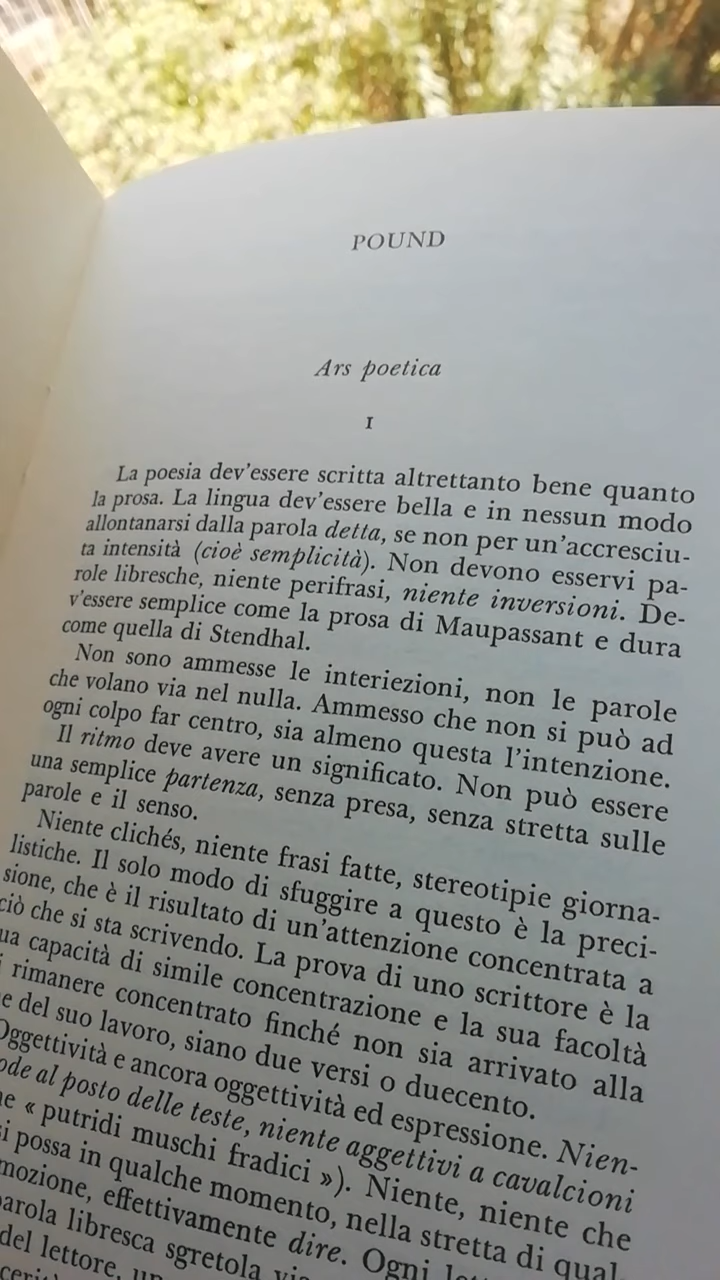 POUND
Ars poetica
I
La poesia dev'essere scritta altrettanto bene quanto
la prosa. La lingua dev'essere bella e in nessun modo
allontanarsi dalla parola detta, se non per un'accresciu-
ta intensità (cioè semplicità). Non devono esservi pa-
role libresche, niente perifrasi, niente inversioni. De-
v'essere semplice come la prosa di Maupassant e dura
come quella di Stendhal.
Non sono ammesse le interiezioni, non le parole
che volano via nel nulla. Ammesso che non si può ad
ogni colpo far centro, sia almeno questa l'intenzione.
Il ritmo deve avere un significato. Non può essere
una semplice partenza, senza presa, senza stretta sulle
parole e il senso.
Niente clichés, niente frasi fatte, stereotipie giorna-
listiche. Il solo modo di sfuggire a questo è la preci-
sione, che è il risultato di un'attenzione concentrata a
ciò che si sta scrivendo. La prova di uno scrittore è la
ua capacità di simile concentrazione e la sua facoltà
i rimanere concentrato finché non sia arrivato alla
e del suo lavoro, siano due versi o duecento.
Oggettività e ancora oggettività ed espressione. Nien-
ode al posto delle teste, niente aggettivi a cavalcioni
e « putridi muschi fradici »). Niente, niente che
si possa in qualche momento, nella stretta di qual
mozione, effettivamente dire. Ogni
parola libresca sgretola
del lettore,